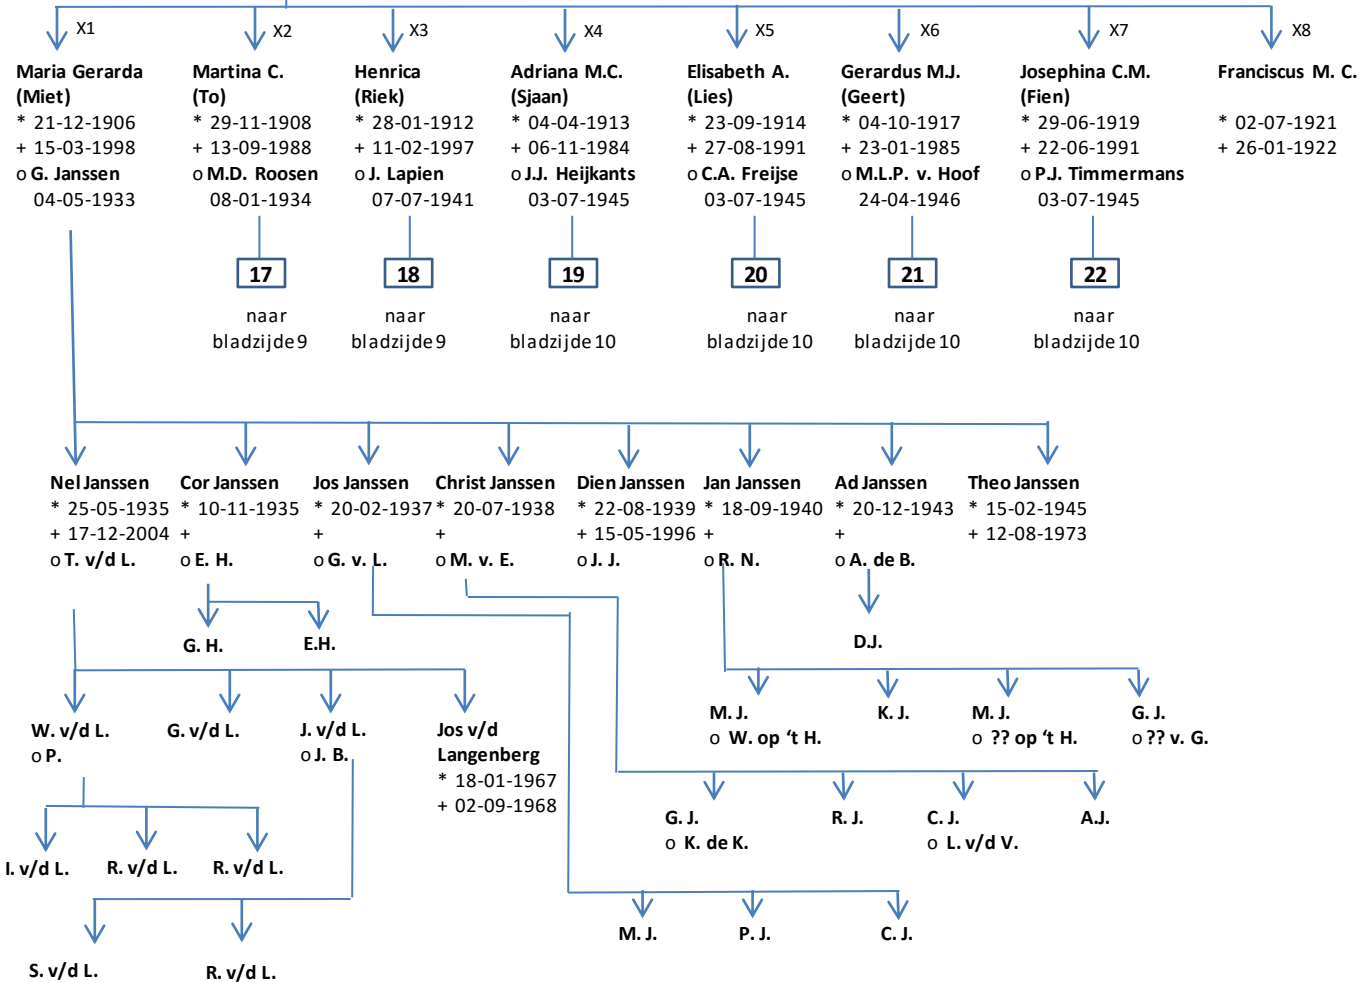 X1
X2
X3
X4
X5
X6
X7
X8
Maria Gerarda
(Miet)
* 21-12-1906
+ 15-03-1998
o G. Janssen
04-05-1933
Martina C.
(To)
* 29-11-1908
+ 13-09-1988
o M.D. Roosen
08-01-1934
Henrica
(Riek)
* 28-01-1912
+ 11-02-1997
o J. Lapien
07-07-1941
Adriana M.C.
(Sjaan)
* 04-04-1913
+ 06-11-1984
o J.J. Heijkants
03-07-1945
Elisabeth A.
(Lies)
* 23-09-1914
+ 27-08-1991
o C.A. Freijse
03-07-1945
Gerardus M.J.
(Geert)
* 04-10-1917
+ 23-01-1985
o M.L.P. v. Hoof
24-04-1946
Josephina C.M.
(Fien)
* 29-06-1919
+ 22-06-1991
o P.J. Timmermans
03-07-1945
Franciscus M. C.
* 02-07-1921
+ 26-01-1922
17
naar
bladzijde 9
18
naar
bladzijde 9
19
naar
bladzijde 10
20
naar
bladzijde 10
21
naar
bladzijde 10
22
naar
bladzijde 10
Nel Janssen
* 25-05-1935
+ 17-12-2004
o T. v/d L.
Cor Janssen
* 10-11-1935
+
o E. H.
Jos Janssen
* 20-02-1937
+
o G. v. L.
Christ Janssen
* 20-07-1938
+
o M. v. E.
Dien Janssen
* 22-08-1939
+ 15-05-1996
o J. J.
Jan Janssen
* 18-09-1940
+
o R. N.
Ad Janssen
* 20-12-1943
+
o A. de B.
Theo Janssen
* 15-02-1945
+ 12-08-1973
G. H.
E.H.
D.J.
W. v/d L.
o P.
G. v/d L.
J. v/d L.
o J. B.
Jos v/d
Langenberg
* 18-01-1967
+ 02-09-1968
M. J.
o W. op ‘t H.
K. J.
M. J.
o ?? op ‘t H.
G. J.
o ?? v. G.
G. J.
o K. de K.
R. J.
C. J.
o L. v/d V.
A.J.
I. v/d L.
R. v/d L.
R. v/d L.
M. J.
P. J.
C. J.
S. v/d L.
R. v/d L.